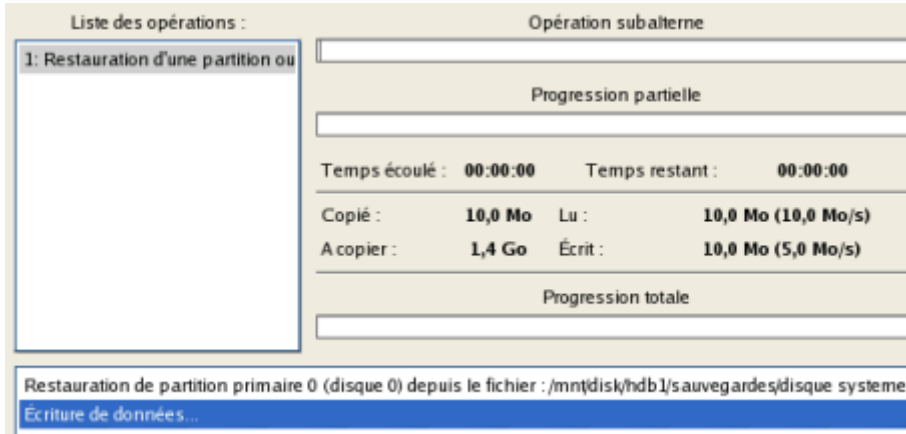 Liste des opérations :
Opération subalterne
1: Restauration d'une partition ou
Progression partielle
Temps écoulé : 00:00:00 Temps restant : 00:00:00
Copié : 10,0 Mo Lu : 10,0 Mo (10,0 Mo/s)
A copier : 1,4 Go Écrit : 10,0 Mo (5,0 Mo/s)
Progression totale
Restauration de partition primaire 0 (disque 0) depuis le fichier : /mnt/disk/hdb1/sauvegardes/disque systeme
Écriture de données...